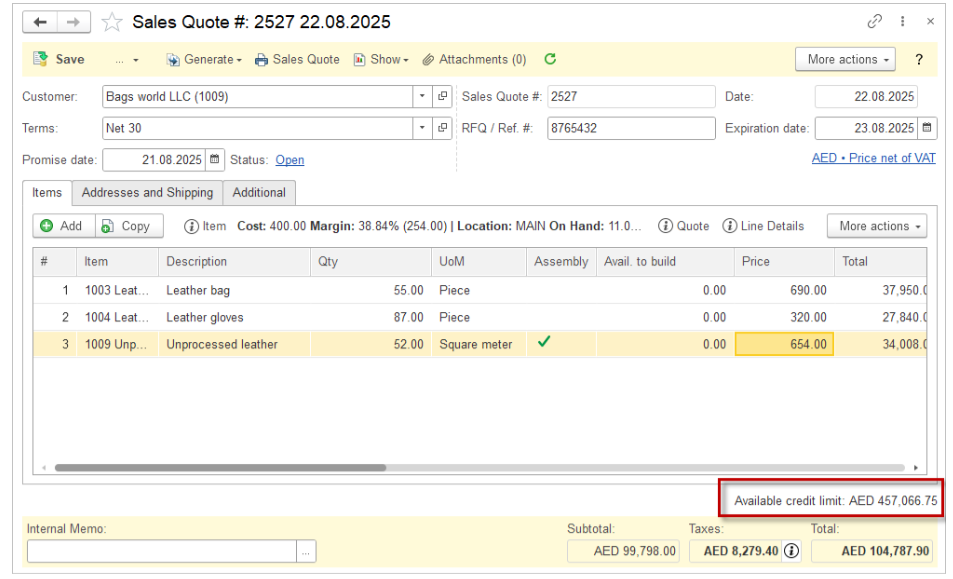 Sales Quote #: 2527 22.08.2025
Save ... Generate Sales Quote Show Attachments (0) More actions ?
Customer: Bags world LLC (1009) Sales Quote #: 2527 Date: 22.08.2025
Terms: Net 30 RFQ / Ref. #: 8765432 Expiration date: 23.08.2025
Promise date: 21.08.2025 Status: Open AED • Price net of VAT
Items Addresses and Shipping Additional
Add Copy Item Cost: 400.00 Margin: 38.84% (254.00) | Location: MAIN On Hand: 11.0... Quote Line Details More actions
# Item Description Qty UoM Assembly Avail. to build Price Total
1 1003 Leat... Leather bag 55.00 Piece 0.00 690.00 37,950.0
2 1004 Leat... Leather gloves 87.00 Piece 0.00 320.00 27,840.0
3 1009 Unp... Unprocessed leather 52.00 Square meter 0.00 654.00 34,008.0
Available credit limit: AED 457,066.75
Internal Memo: Subtotal: Taxes: Total:
... AED 99,798.00 AED 8,279.40 AED 104,787.90